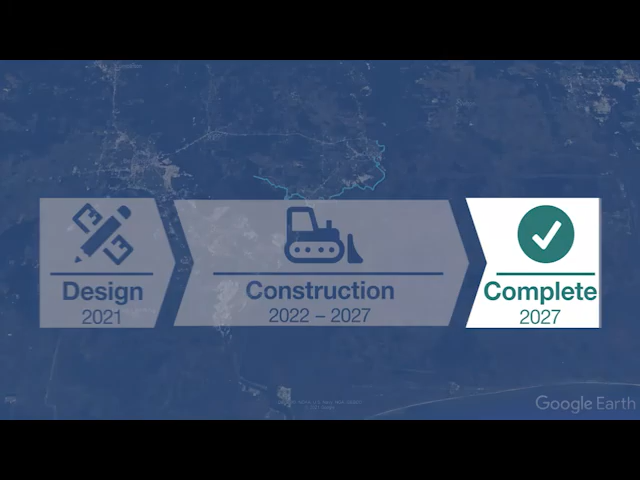 Design
2021
Construction
2022 – 2027
Complete
2027
Google Earth